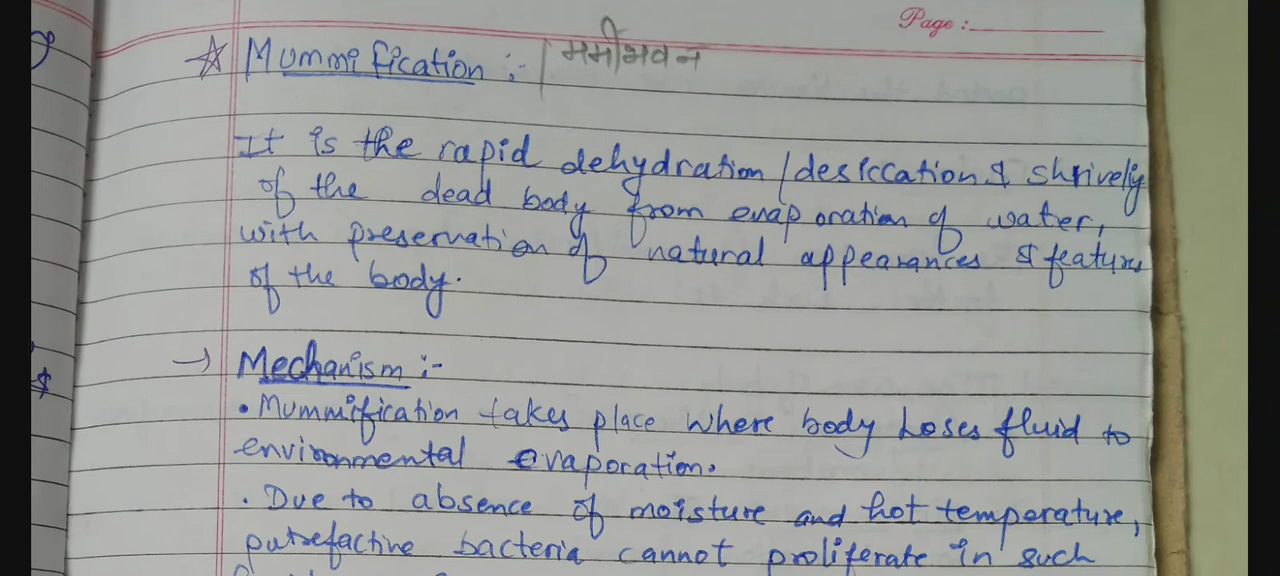 Page :
☆ Mummification :- | ममीभवन
It is the rapid dehydration / desiccation & shrively
of the dead body from evaporation of water,
with preservation of natural appearances & features
of the body.
→ Mechanism :-
• Mummification takes place where body Loses fluid to
environmental evaporation.
• Due to absence of moisture and hot temperature,
putrefactive bacteria cannot proliferate in such